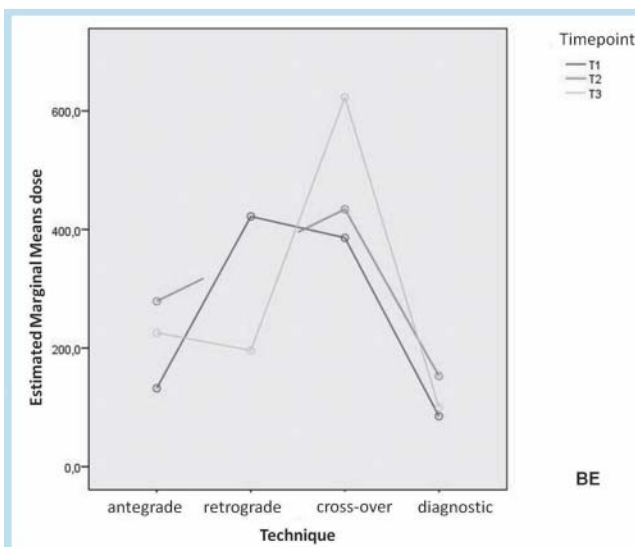 Timepoint
T1
T2
T3
Estimated Marginal Means dose
600,0
400,0
200,0
0,0
antegrade retrograde cross-over diagnostic
Technique
BE